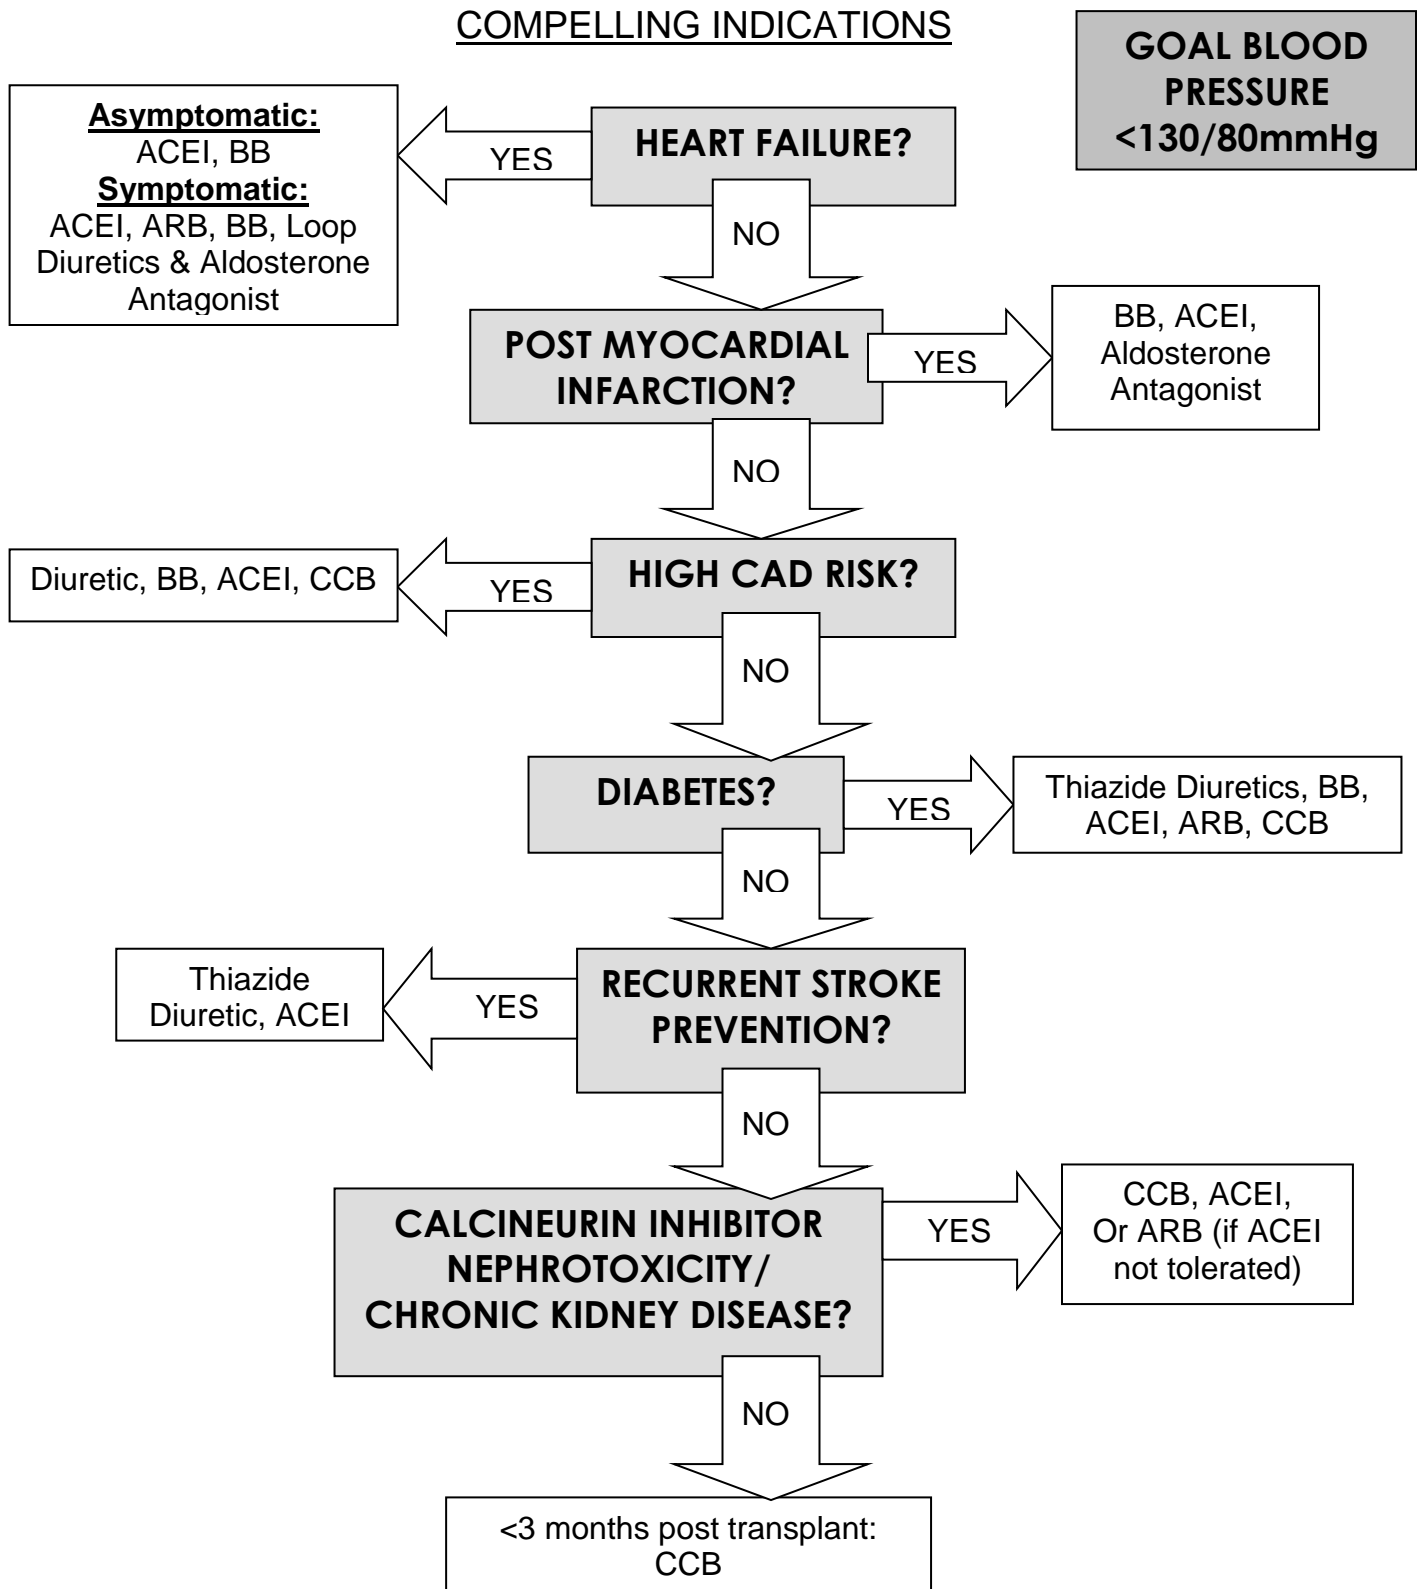 COMPELLING INDICATIONS
GOAL BLOOD
PRESSURE
<130/80mmHg
Asymptomatic:
ACEI, BB
Symptomatic:
ACEI, ARB, BB, Loop
Diuretics & Aldosterone
Antagonist
YES
HEART FAILURE?
NO
POST MYOCARDIAL
INFARCTION?
YES
BB, ACEI,
Aldosterone
Antagonist
NO
Diuretic, BB, ACEI, CCB
YES
HIGH CAD RISK?
NO
DIABETES?
YES
Thiazide Diuretics, BB,
ACEI, ARB, CCB
NO
Thiazide
Diuretic, ACEI
YES
RECURRENT STROKE
PREVENTION?
NO
CALCINEURIN INHIBITOR
NEPHROTOXICITY/
CHRONIC KIDNEY DISEASE?
YES
CCB, ACEI,
Or ARB (if ACEI
not tolerated)
NO
<3 months post transplant:
CCB